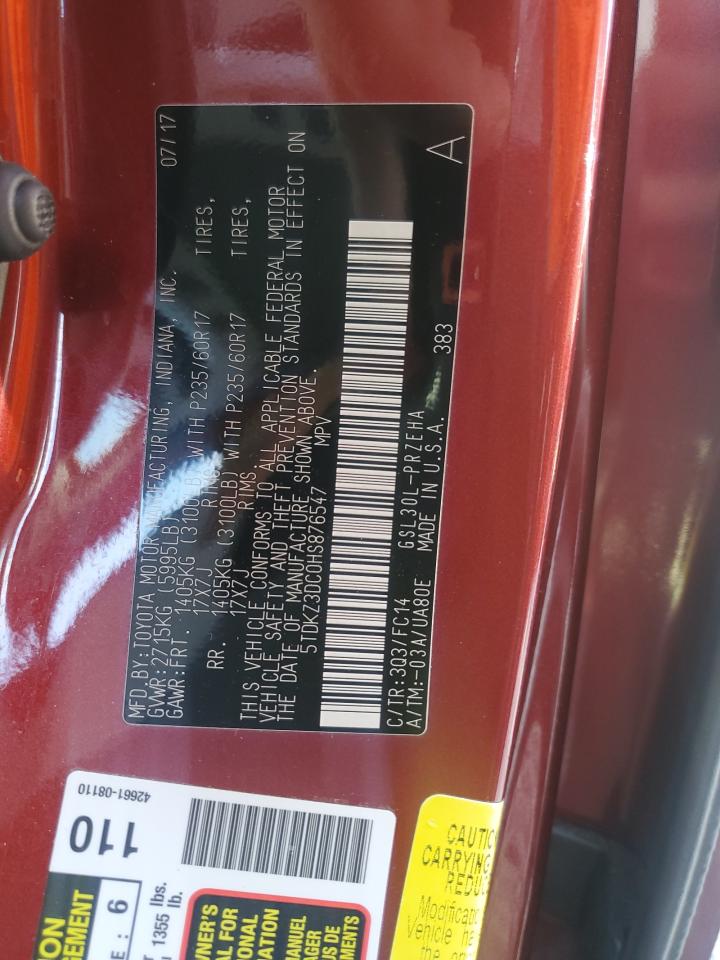 MFD BY:TOYOTA MOTOR MANUFACTURING, INDIANA, INC. 07/17
GVWR:2715KG (5995LB)
GAWR:FRT. 1405KG (3100LB) WITH P235/60R17 TIRES,
17X7J RIMS
RR. 1405KG (3100LB) WITH P235/60R17 TIRES,
17X7J RIMS
THIS VEHICLE CONFORMS TO ALL APPLICABLE FEDERAL MOTOR
VEHICLE SAFETY AND THEFT PREVENTION STANDARDS IN EFFECT ON
THE DATE OF MANUFACTURE SHOWN ABOVE.
5TDKZ3DC0HS876547 MPV
C/TR:3Q3/FC14 GSL30L-PRZEHA 383
A/TM:-03A/UA80E MADE IN U.S.A.
A
42661-08110
110
: 6
1355 lbs.
1 lb.
CARRYING